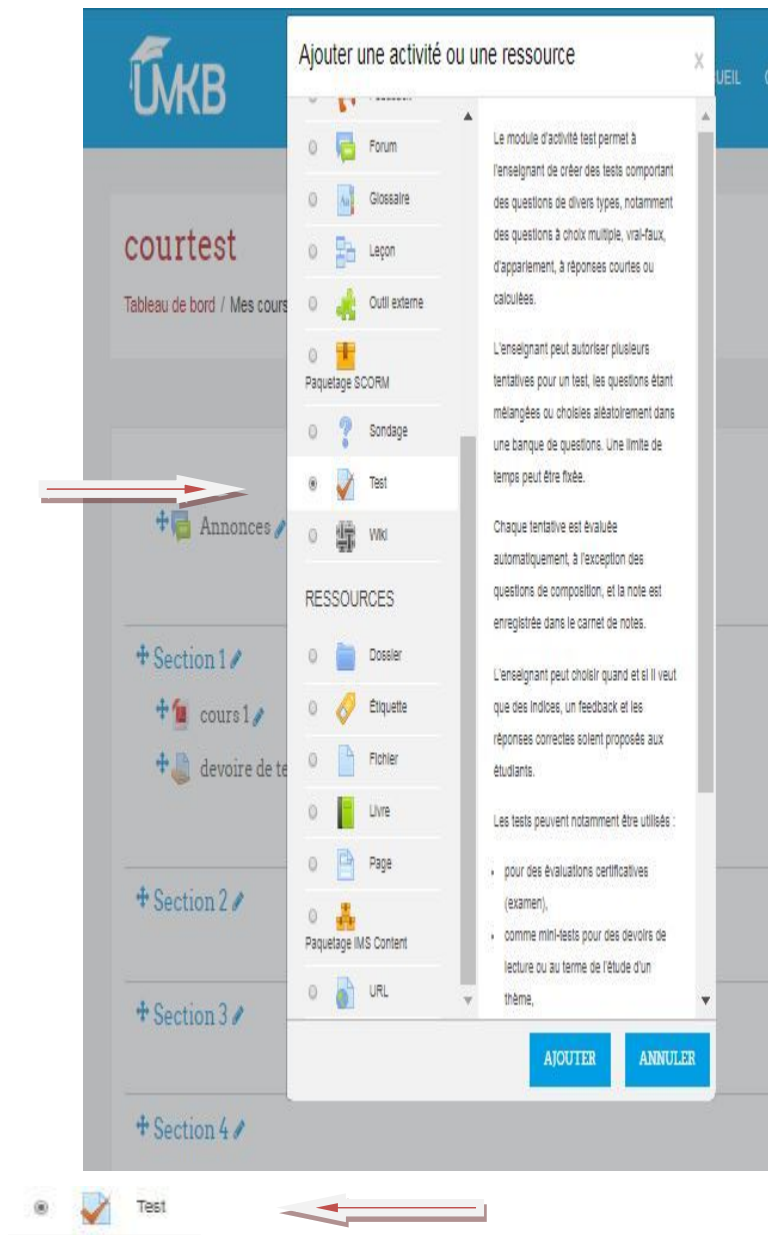 UMKB
UEIL
courtest
Tableau de bord / Mes cours
Annonces
Section 1
cours 1
devoire de te
Section 2
Section 3
Section 4
Ajouter une activité ou une ressource
x
Forum
Glossaire
Leçon
Outil externe
Paquetage SCORM
Sondage
Test
Wiki
RESSOURCES
Dossier
Étiquette
Fichier
Livre
Page
Paquetage IMS Content
URL
Le module d'activité test permet à
l'enseignant de créer des tests comportant
des questions de divers types, notamment
des questions à choix multiple, vrai-faux,
d'appariement, à réponses courtes ou
calculées.
L'enseignant peut autoriser plusieurs
tentatives pour un test, les questions étant
mélangées ou choisies aléatoirement dans
une banque de questions. Une limite de
temps peut être fixée.
Chaque tentative est évaluée
automatiquement, à l'exception des
questions de composition, et la note est
enregistrée dans le carnet de notes.
L'enseignant peut choisir quand et si il veut
que des indices, un feedback et les
réponses correctes soient proposés aux
étudiants.
Les tests peuvent notamment être utilisés :
pour des évaluations certificatives
(examen),
comme mini-tests pour des devoirs de
lecture ou au terme de l'étude d'un
thème,
AJOUTER ANNULER
Test